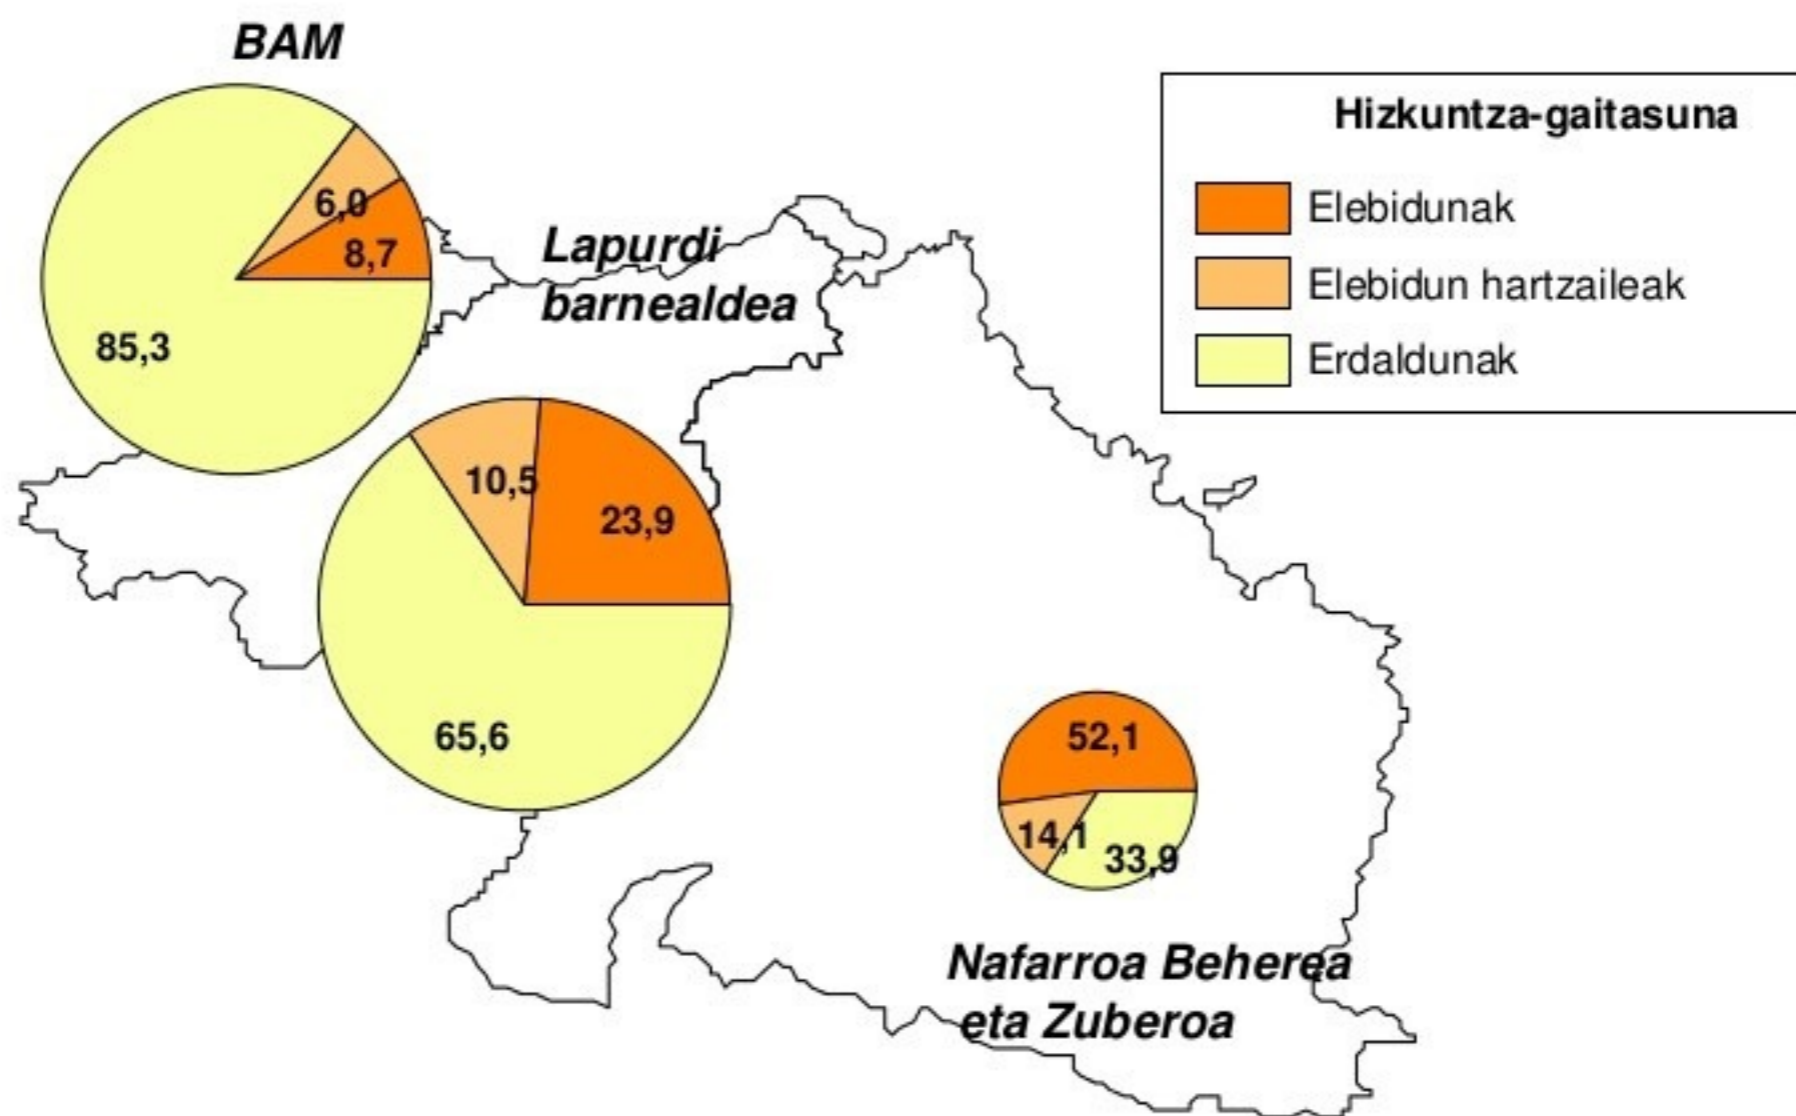 BAM
6,0
8,7
85,3
Lapurdi
barnealdea
Hizkuntza-gaitasuna
Elebidunak
Elebidun hartzaileak
Erdaldunak
10,5
23,9
65,6
52,1
14,1
33,9
Nafarroa Beherea
eta Zuberoa